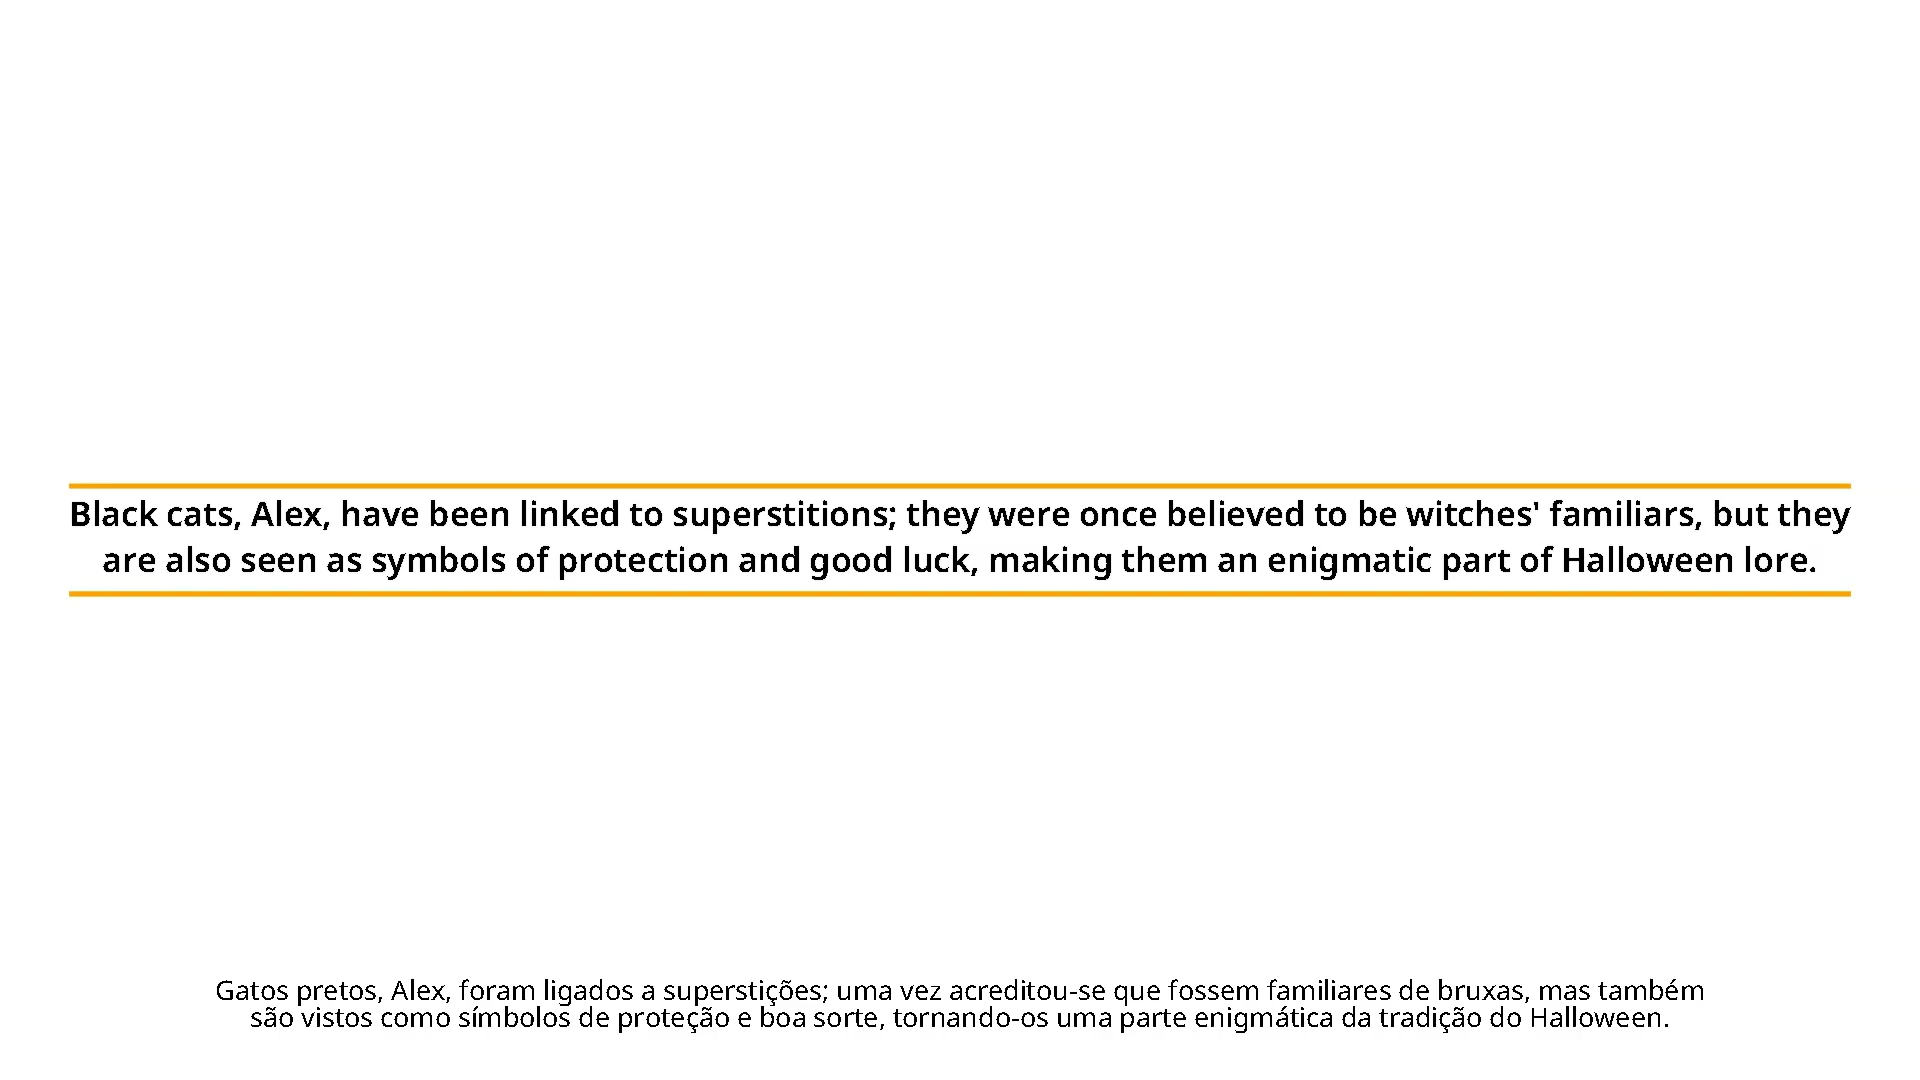 Black cats, Alex, have been linked to superstitions; they were once believed to be witches' familiars, but they
are also seen as symbols of protection and good luck, making them an enigmatic part of Halloween lore.
Gatos pretos, Alex, foram ligados a superstições; uma vez acreditou-se que fossem familiares de bruxas, mas também
são vistos como símbolos de proteção e boa sorte, tornando-os uma parte enigmática da tradição do Halloween.